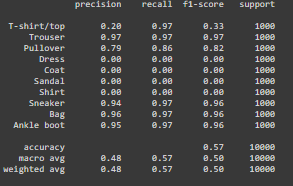 precision recall f1-score support
T-shirt/top 0.20 0.97 0.33 1000
Trouser 0.97 0.97 0.97 1000
Pullover 0.79 0.86 0.82 1000
Dress 0.00 0.00 0.00 1000
Coat 0.00 0.00 0.00 1000
Sandal 0.00 0.00 0.00 1000
Shirt 0.00 0.00 0.00 1000
Sneaker 0.94 0.97 0.96 1000
Bag 0.96 0.97 0.96 1000
Ankle boot 0.95 0.97 0.96 1000
accuracy 0.57 10000
macro avg 0.48 0.57 0.50 10000
weighted avg 0.48 0.57 0.50 10000